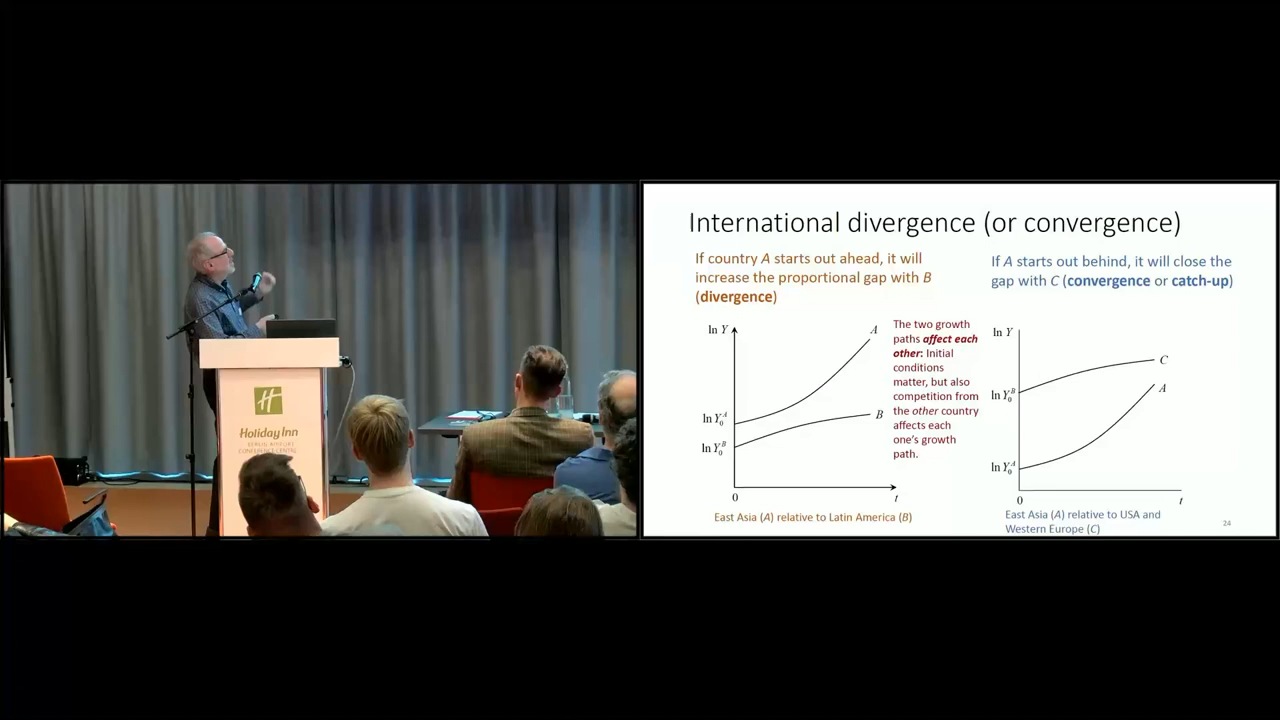 H
Holiday Inn
BERLIN AIRPORT
CONFERENCE CENTRE
International divergence (or convergence)
If country A starts out ahead, it will
increase the proportional gap with B
(divergence)
ln Y
A
ln Y₀ᴬ
B
ln Y₀ᴮ
0
t
East Asia (A) relative to Latin America (B)
The two growth
paths affect each
other: Initial
conditions
matter, but also
competition from
the other country
affects each
one's growth
path.
If A starts out behind, it will close the
gap with C (convergence or catch-up)
ln Y
C
A
ln Y₀ᴮ
ln Y₀ᴬ
0
t
East Asia (A) relative to USA and
Western Europe (C)
24